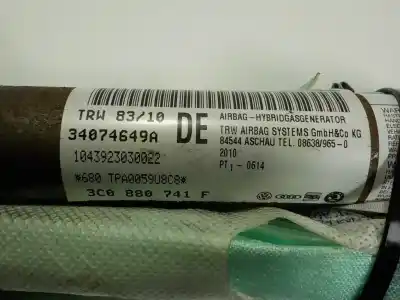 TRW 83/10
34074649A
DE
1043923030022
*680 TPA0059U8C8*
3C0 880 741 F
AIRBAG-HYBRIDGASGENERATOR
TRW AIRBAG SYSTEMS GmbH&Co KG
84544 ASCHAU TEL. 08638/965-0
2010
PT1-0614